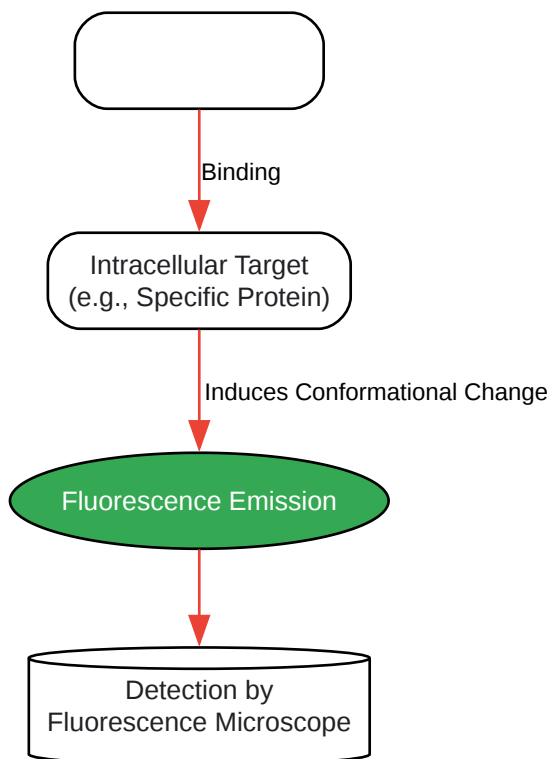 Binding
Intracellular Target
(e.g., Specific Protein)
Induces Conformational Change
Fluorescence Emission
Detection by
Fluorescence Microscope